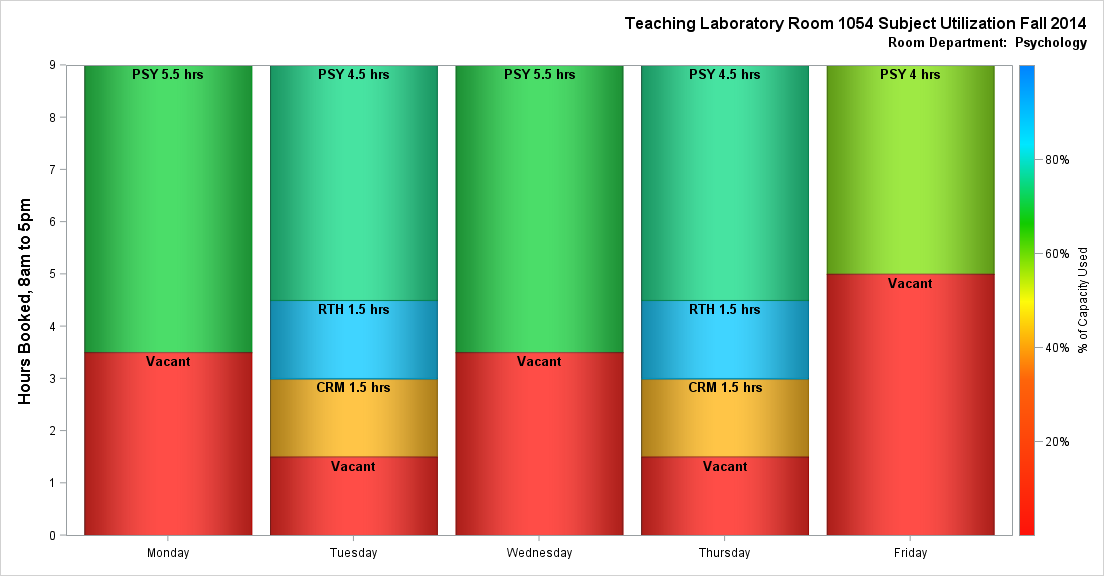 Teaching Laboratory Room 1054 Subject Utilization Fall 2014
Room Department:  Psychology
Hours Booked, 8am to 5pm
9
8
7
6
5
4
3
2
1
0
PSY 5.5 hrs
Vacant
PSY 4.5 hrs
RTH 1.5 hrs
CRM 1.5 hrs
Vacant
PSY 5.5 hrs
Vacant
PSY 4.5 hrs
RTH 1.5 hrs
CRM 1.5 hrs
Vacant
PSY 4 hrs
Vacant
Monday
Tuesday
Wednesday
Thursday
Friday
80%
60%
40%
20%
% of Capacity Used